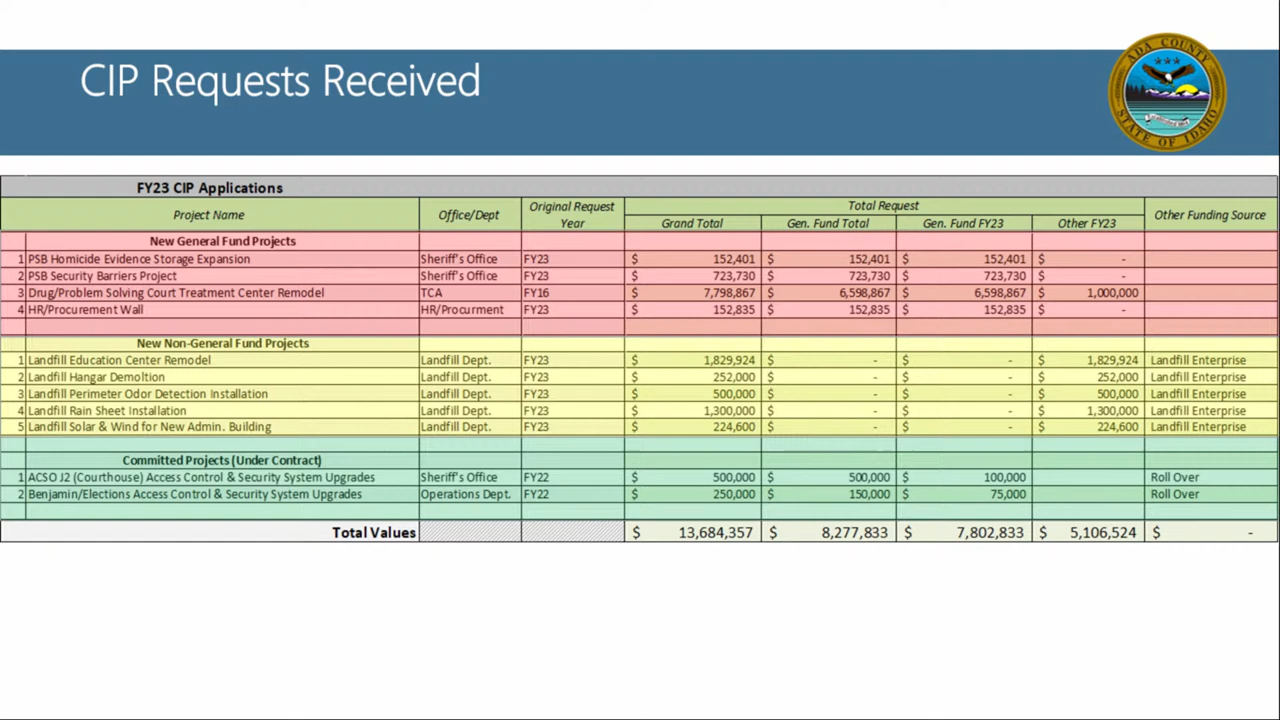 CIP Requests Received
ADA COUNTY
STATE OF IDAHO
FY23 CIP Applications
Project Name Office/Dept Original Request Year Total Request Other Funding Source
Grand Total Gen. Fund Total Gen. Fund FY23 Other FY23
New General Fund Projects
1 PSB Homicide Evidence Storage Expansion Sheriff's Office FY23 $ 152,401 $ 152,401 $ 152,401 $ -
2 PSB Security Barriers Project Sheriff's Office FY23 $ 723,730 $ 723,730 $ 723,730 $ -
3 Drug/Problem Solving Court Treatment Center Remodel TCA FY16 $ 7,798,867 $ 6,598,867 $ 6,598,867 $ 1,000,000
4 HR/Procurement Wall HR/Procurment FY23 $ 152,835 $ 152,835 $ 152,835 $ -
New Non-General Fund Projects
1 Landfill Education Center Remodel Landfill Dept. FY23 $ 1,829,924 $ - $ - $ 1,829,924 Landfill Enterprise
2 Landfill Hangar Demoltion Landfill Dept. FY23 $ 252,000 $ - $ - $ 252,000 Landfill Enterprise
3 Landfill Perimeter Odor Detection Installation Landfill Dept. FY23 $ 500,000 $ - $ - $ 500,000 Landfill Enterprise
4 Landfill Rain Sheet Installation Landfill Dept. FY23 $ 1,300,000 $ - $ - $ 1,300,000 Landfill Enterprise
5 Landfill Solar & Wind for New Admin. Building Landfill Dept. FY23 $ 224,600 $ - $ - $ 224,600 Landfill Enterprise
Committed Projects (Under Contract)
1 ACSO J2 (Courthouse) Access Control & Security System Upgrades Sheriff's Office FY22 $ 500,000 $ 500,000 $ 100,000 Roll Over
2 Benjamin/Elections Access Control & Security System Upgrades Operations Dept. FY22 $ 250,000 $ 150,000 $ 75,000 Roll Over
Total Values $ 13,684,357 $ 8,277,833 $ 7,802,833 $ 5,106,524 $ -